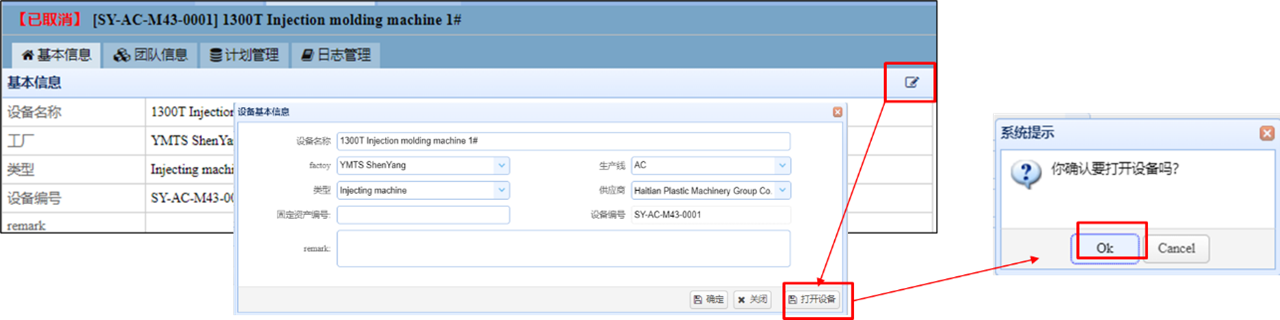 【已取消】 [SY-AC-M43-0001] 1300T Injection molding machine 1#
基本信息 团队信息 计划管理 日志管理
基本信息
设备名称 1300T Injection
工厂 YMTS ShenYa
类型 Injecting machi
设备编号 SY-AC-M43-00
remark
设备基本信息
设备名称 1300T Injection molding machine 1#
factoy YMTS ShenYang 生产线 AC
类型 Injecting machine 供应商 Haitian Plastic Machinery Group Co.
固定资产编号: 设备编号 SY-AC-M43-0001
remark:
确定 关闭 打开设备
系统提示
你确认要打开设备吗?
Ok Cancel